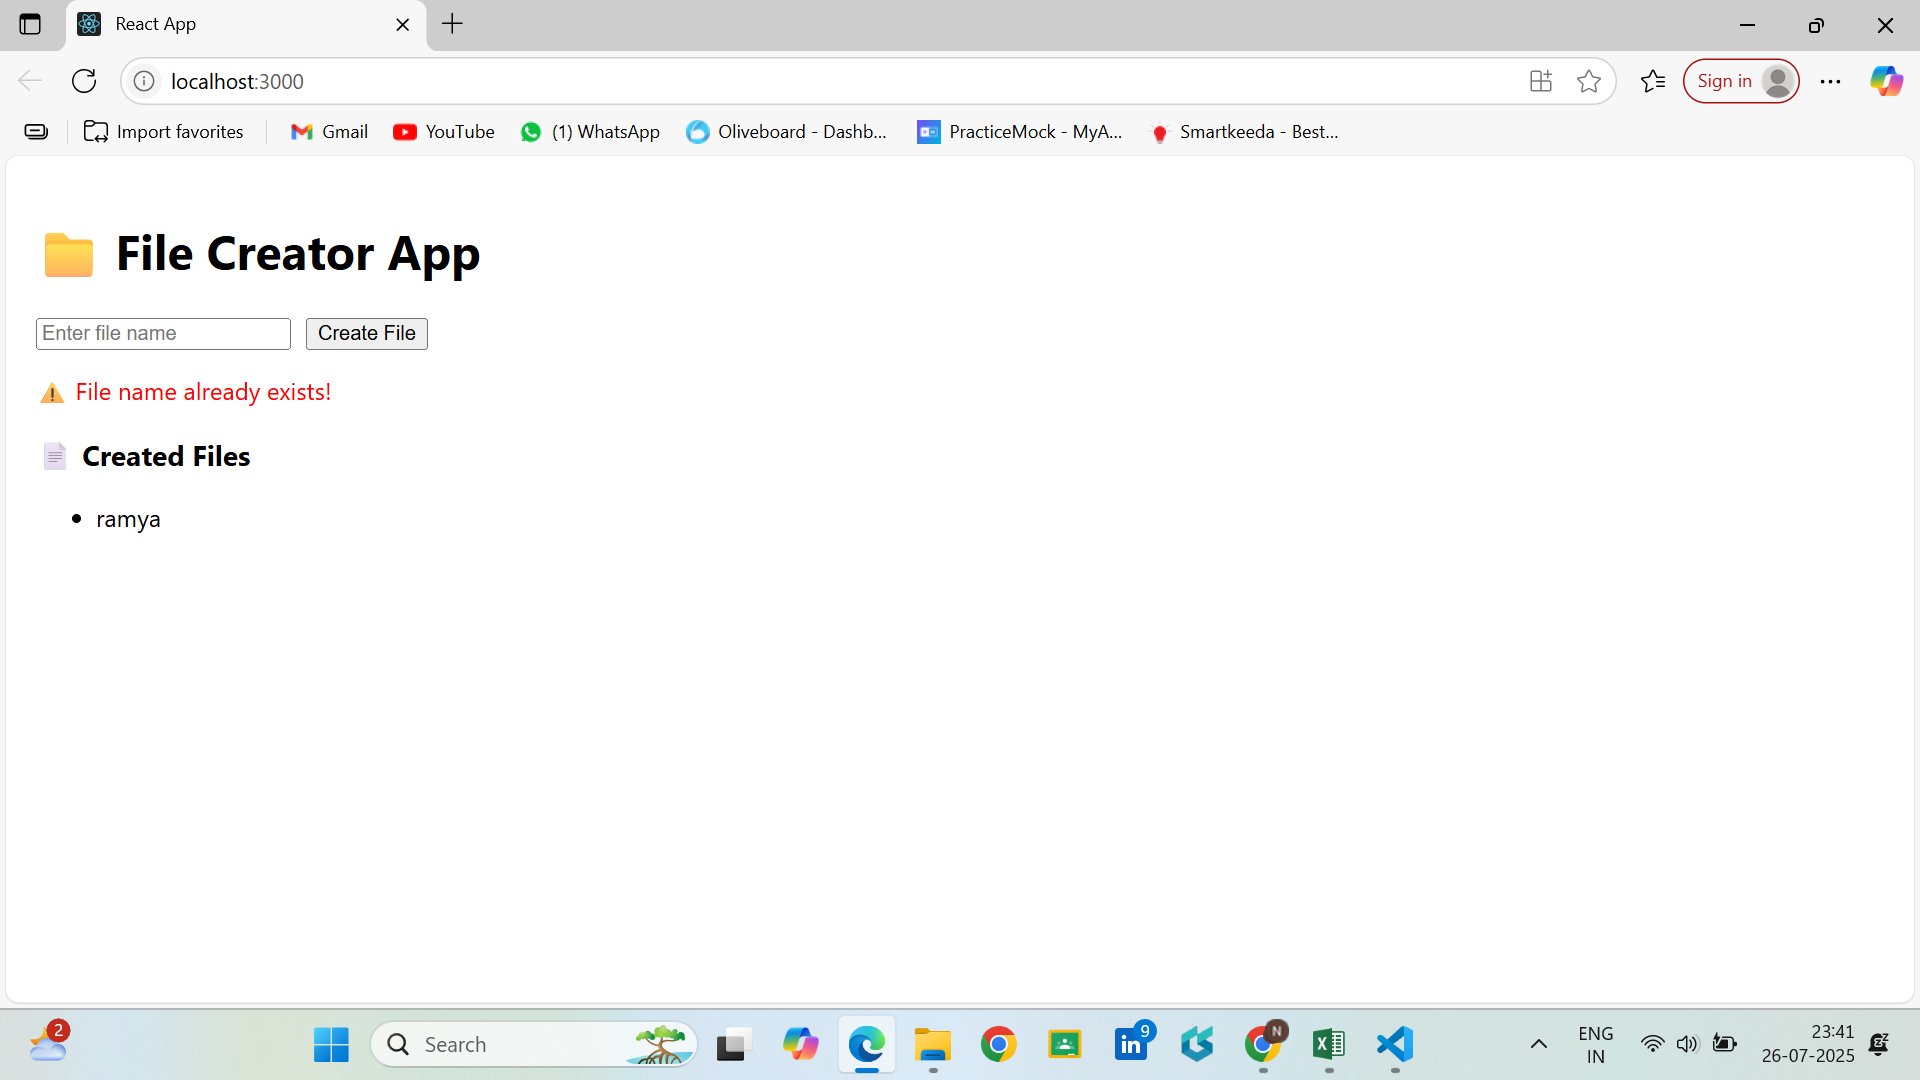 React App
localhost:3000
Sign in
Import favorites
Gmail
YouTube
(1) WhatsApp
Oliveboard - Dashb...
PracticeMock - MyA...
Smartkeeda - Best...
File Creator App
Enter file name
Create File
File name already exists!
Created Files
ramya
2
Search
9
N
ENG
IN
23:41
26-07-2025